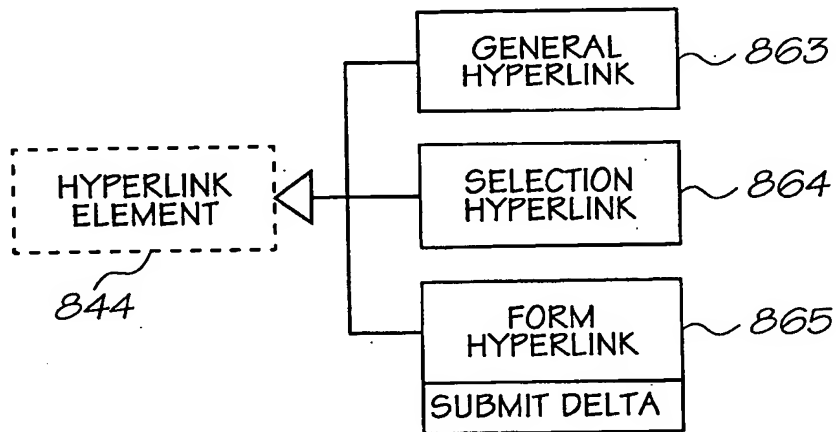 GENERAL
HYPERLINK
863
HYPERLINK
ELEMENT
844
SELECTION
HYPERLINK
864
FORM
HYPERLINK
865
SUBMIT DELTA